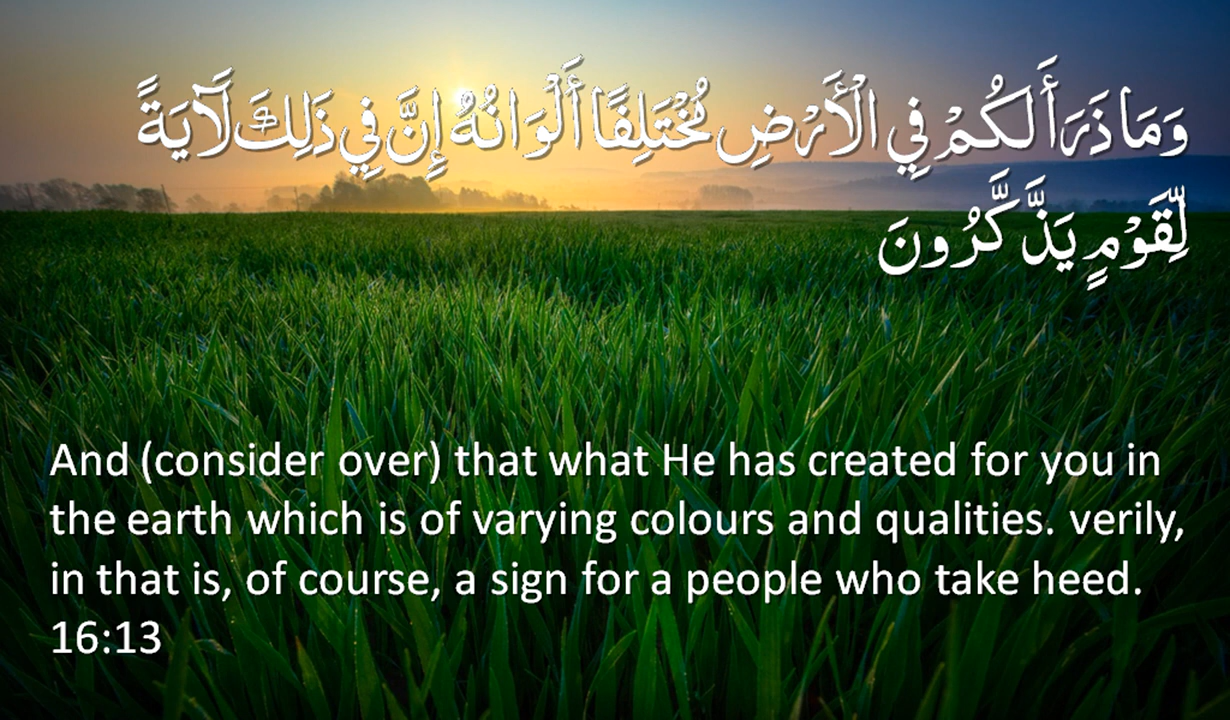 وَمَا ذَرَأَ لَكُمْ فِي الْأَرْضِ مُخْتَلِفًا أَلْوَانُهُ إِنَّ فِي ذَٰلِكَ لَآيَةً
لِّقَوْمٍ يَذَّكَّرُونَ
And (consider over) that what He has created for you in
the earth which is of varying colours and qualities. verily,
in that is, of course, a sign for a people who take heed.
16:13